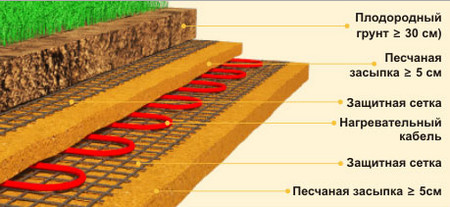 Плодородный
грунт ≥ 30 см)
Песчаная
засыпка ≥ 5 см
Защитная сетка
Нагревательный
кабель
Защитная сетка
Песчаная засыпка ≥ 5см